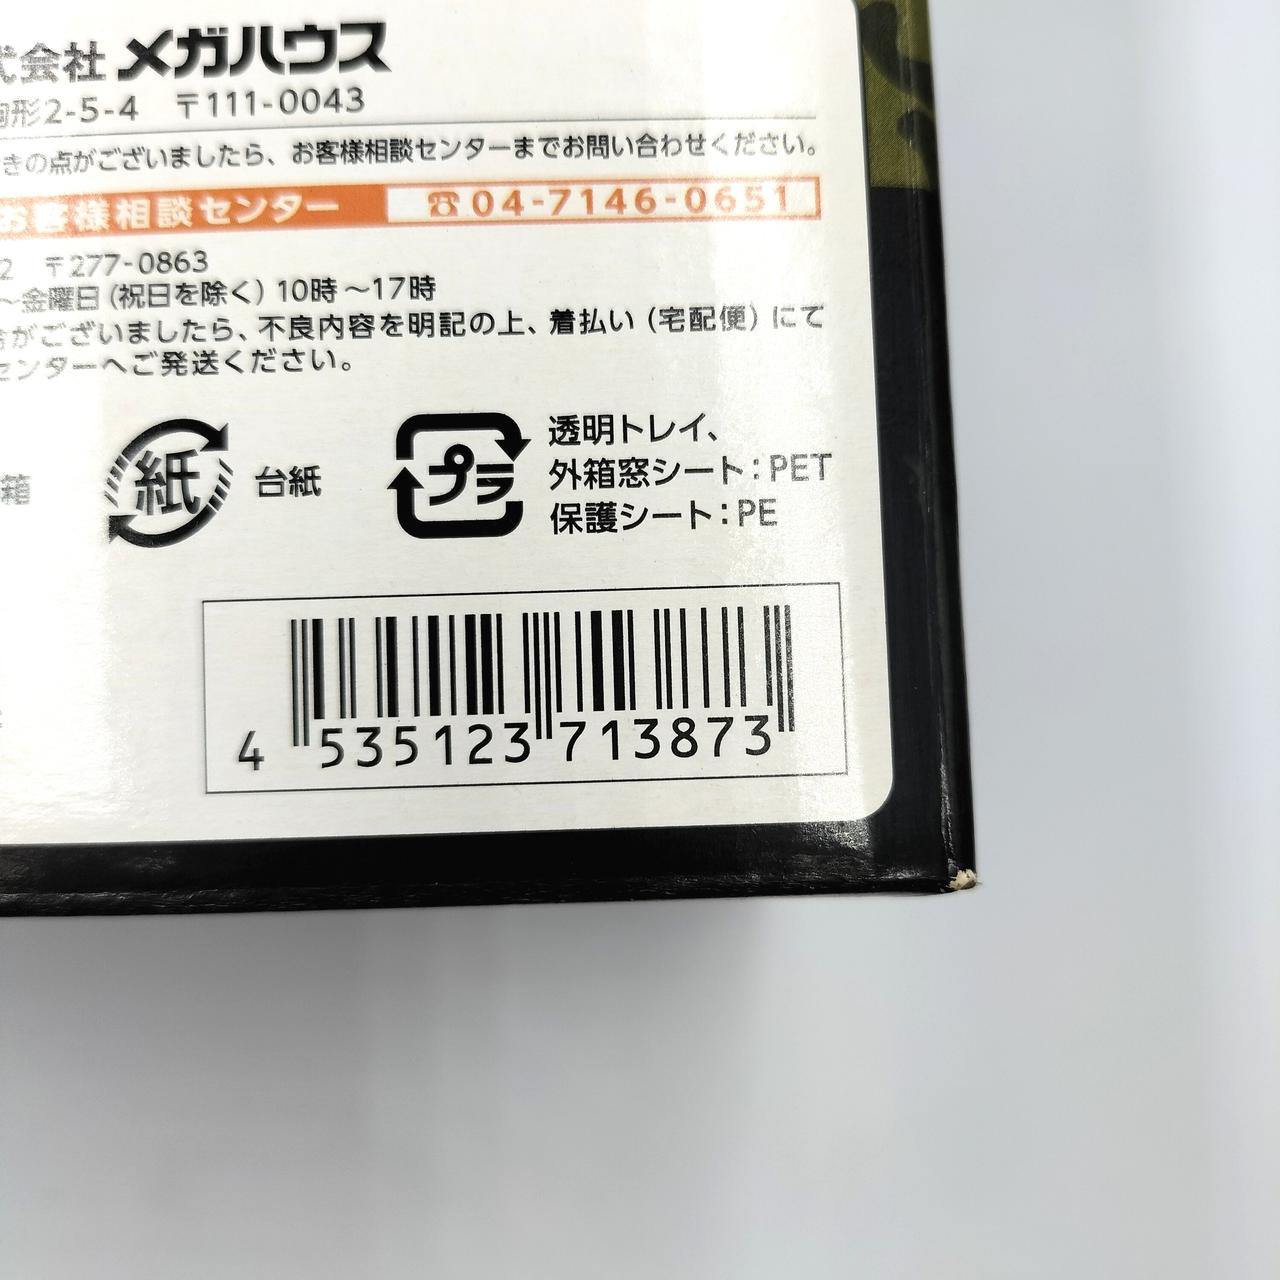 式会社 メガハウス
駒形2-5-4 〒111-0043
きの点がございましたら、お客様相談センターまでお問い合わせください。
お客様相談センター ☎04-7146-0651
2 〒277-0863
〜金曜日(祝日を除く)10時〜17時
合がございましたら、不良内容を明記の上、着払い(宅配便)にて
センターへご発送ください。
箱
紙 台紙
プラ
透明トレイ、
外箱窓シート:PET
保護シート:PE
4 535123 713873